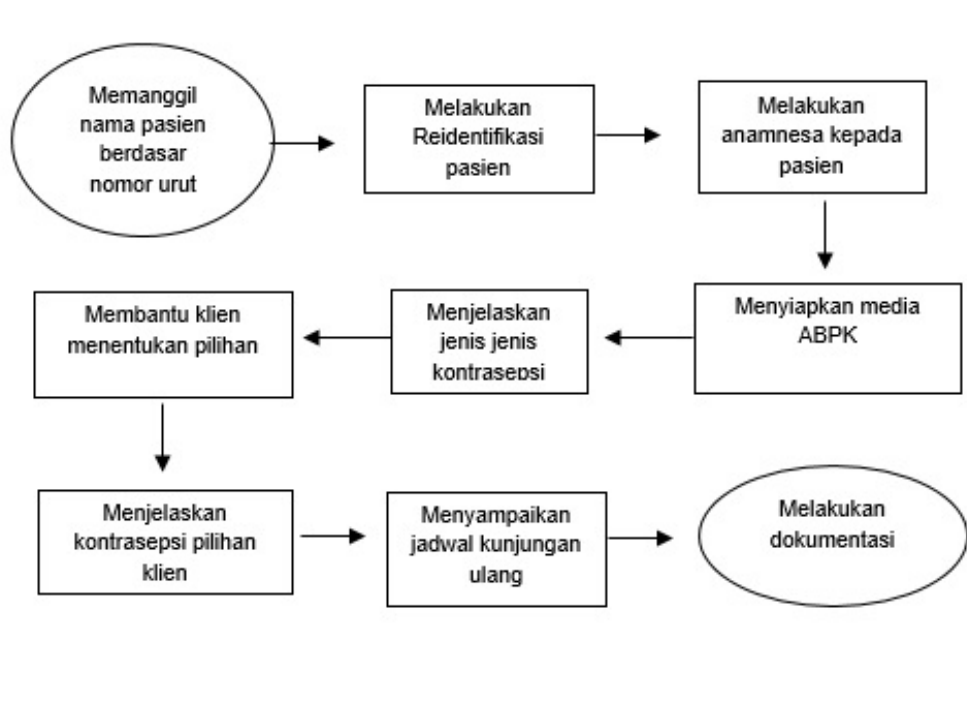 Memanggil
nama pasien
berdasar
nomor urut
Melakukan
Reidentifikasi
pasien
Melakukan
anamnesa kepada
pasien
Menyiapkan media
ABPK
Menjelaskan
jenis jenis
kontrasepsi
Membantu klien
menentukan pilihan
Menjelaskan
kontrasepsi pilihan
klien
Menyampaikan
jadwal kunjungan
ulang
Melakukan
dokumentasi